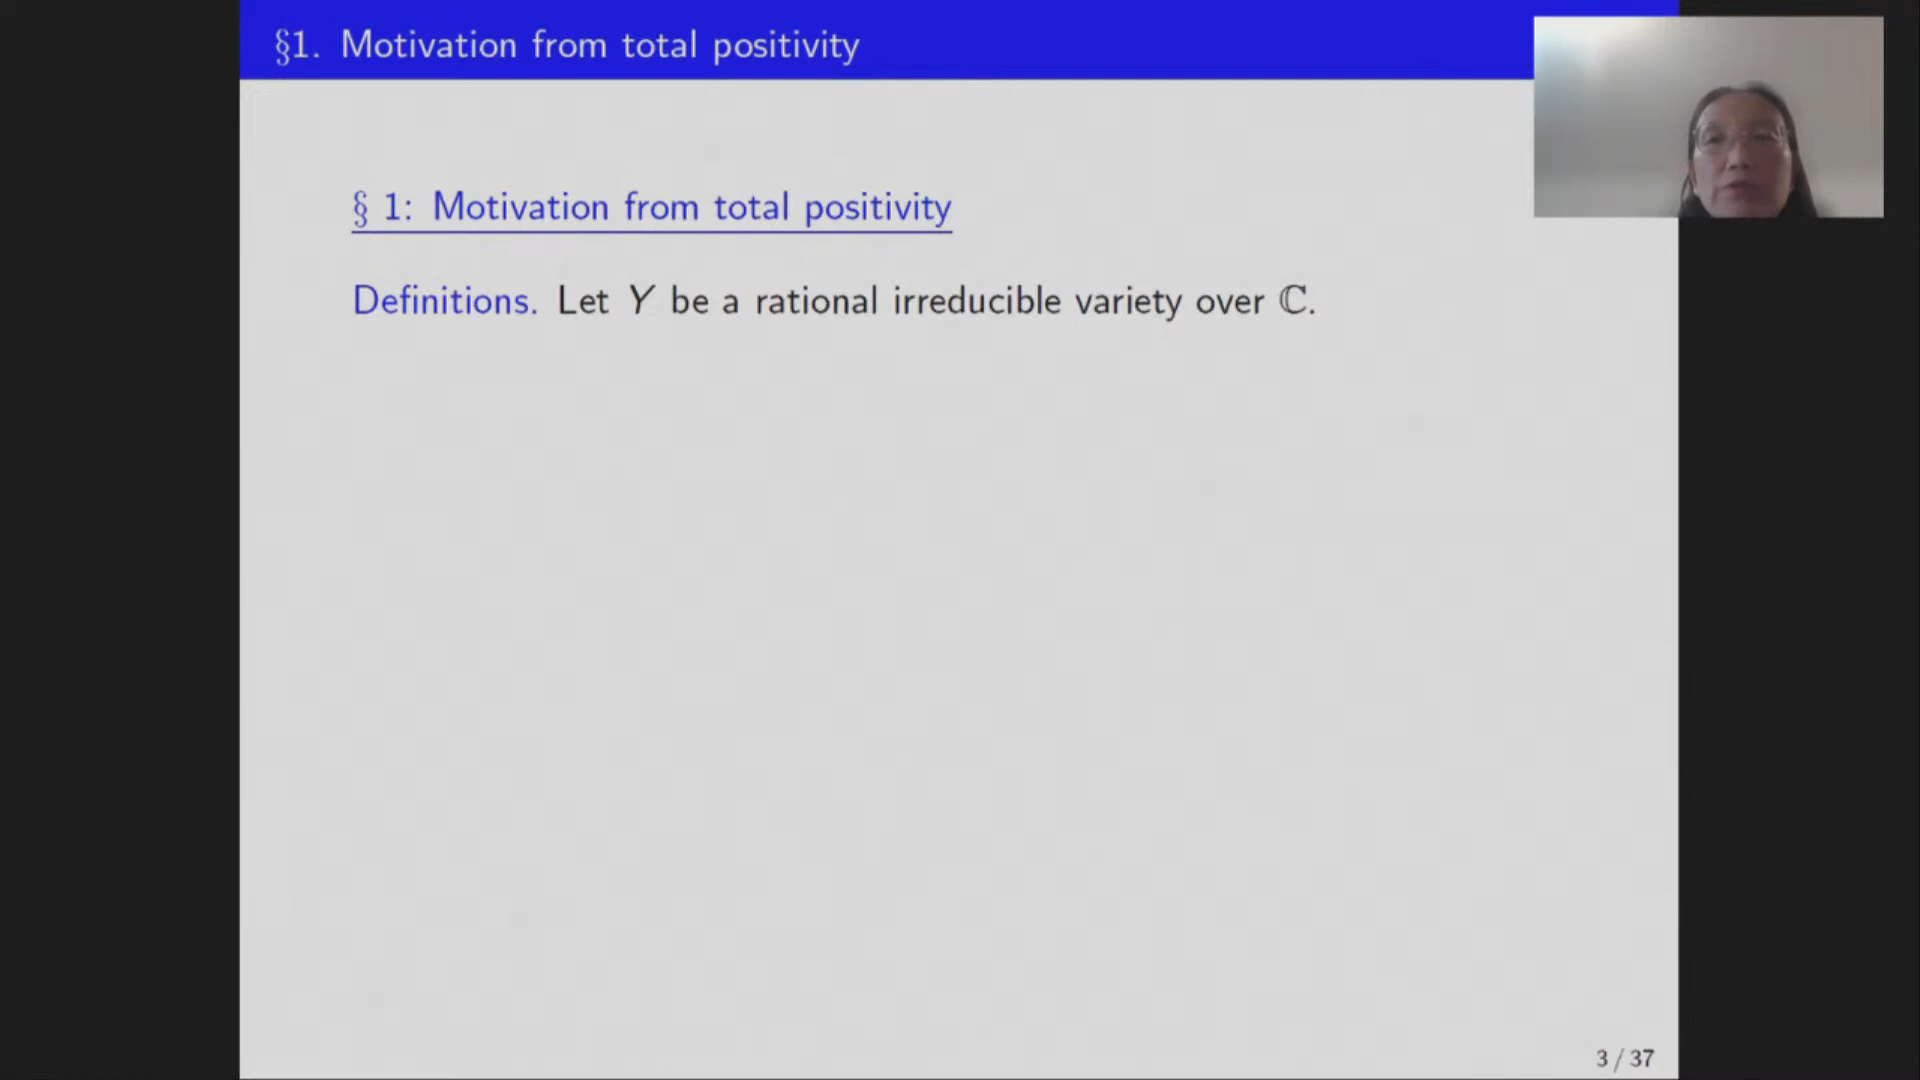 §1. Motivation from total positivity
§ 1: Motivation from total positivity
Definitions. Let Y be a rational irreducible variety over ℂ.
3 / 37